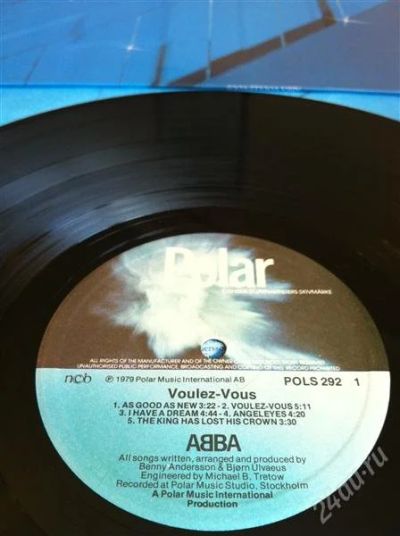 Polar
ALL RIGHTS OF THE MANUFACTURER AND OF THE OWNER
UNAUTHORISED PUBLIC PERFORMANCE, BROADCASTING AND COPYING OF THIS RECORD PROHIBITED
ncb ℗ 1979 Polar Music International AB POLS 292 1
Voulez-Vous
1. AS GOOD AS NEW 3:22 - 2. VOULEZ-VOUS 5:11
3. I HAVE A DREAM 4:44 - 4. ANGELEYES 4:20
5. THE KING HAS LOST HIS CROWN 3:30
ABBA
All songs written, arranged and produced by
Benny Andersson & Bjørn Ulvaeus
Engineered by Michael B. Tretow
Recorded at Polar Music Studio, Stockholm
A Polar Music International
Production
24au.ru